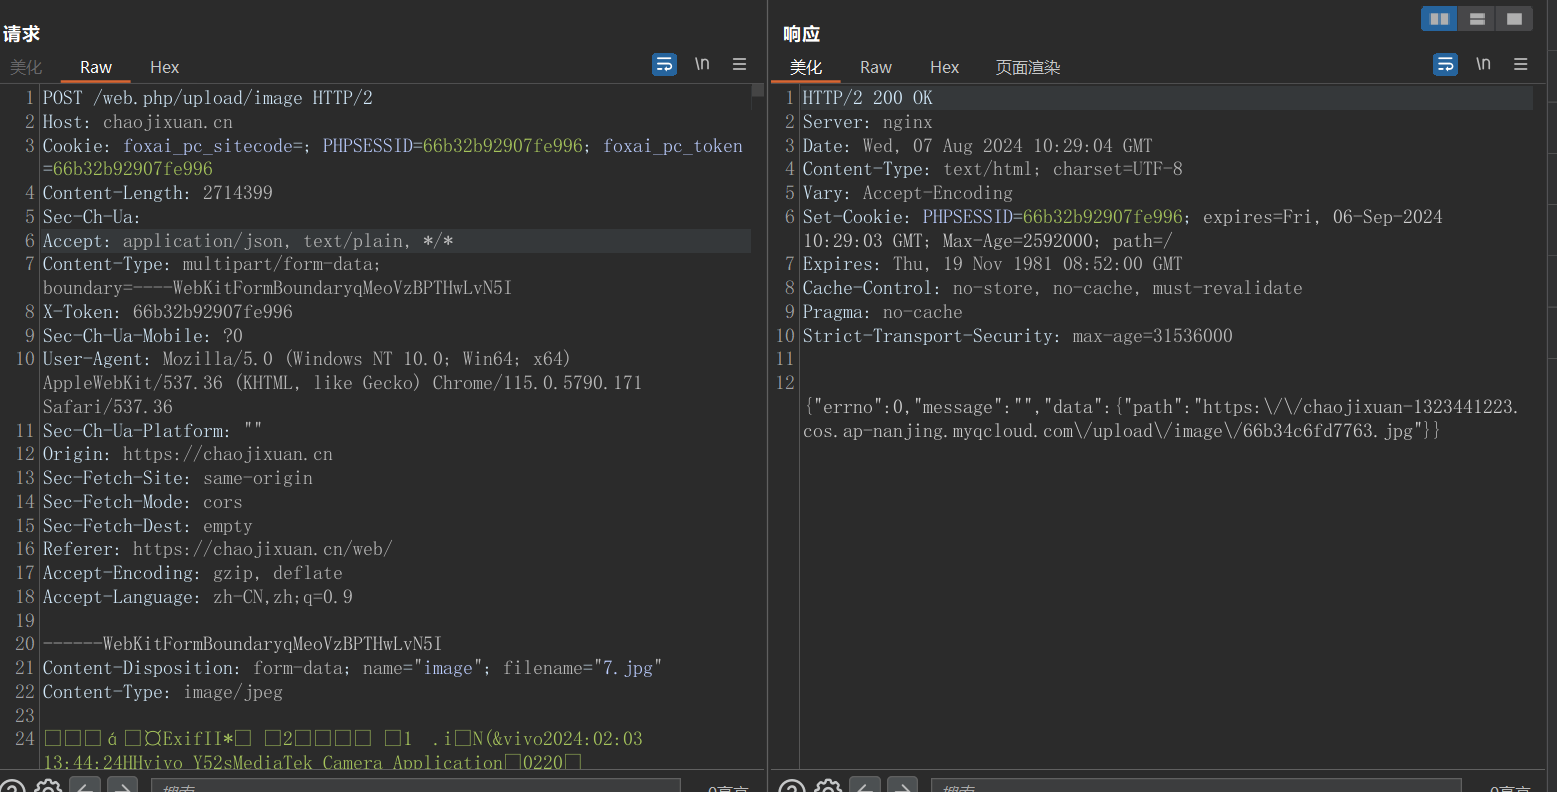 请求
美化 Raw Hex
\n
1 POST /web.php/upload/image HTTP/2
2 Host: chaojixuan.cn
3 Cookie: foxai_pc_sitecode=; PHPSESSID=66b32b92907fe996; foxai_pc_token
=66b32b92907fe996
4 Content-Length: 2714399
5 Sec-Ch-Ua:
6 Accept: application/json, text/plain, */*
7 Content-Type: multipart/form-data;
boundary=----WebKitFormBoundaryqMeoVzBPTHwLvN5I
8 X-Token: 66b32b92907fe996
9 Sec-Ch-Ua-Mobile: ?0
10 User-Agent: Mozilla/5.0 (Windows NT 10.0; Win64; x64)
AppleWebKit/537.36 (KHTML, like Gecko) Chrome/115.0.5790.171
Safari/537.36
11 Sec-Ch-Ua-Platform: ""
12 Origin: https://chaojixuan.cn
13 Sec-Fetch-Site: same-origin
14 Sec-Fetch-Mode: cors
15 Sec-Fetch-Dest: empty
16 Referer: https://chaojixuan.cn/web/
17 Accept-Encoding: gzip, deflate
18 Accept-Language: zh-CN,zh;q=0.9
19
20 ------WebKitFormBoundaryqMeoVzBPTHwLvN5I
21 Content-Disposition: form-data; name="image"; filename="7.jpg"
22 Content-Type: image/jpeg
23
24 □□□á□¤ExifII*□ □2□□□□ □1 .i□N(&vivo2024:02:03
13:44:24HHvivo Y52sMediaTek Camera Application□0220□
搜索
0高亮
响应
美化 Raw Hex 页面渲染
\n
1 HTTP/2 200 OK
2 Server: nginx
3 Date: Wed, 07 Aug 2024 10:29:04 GMT
4 Content-Type: text/html; charset=UTF-8
5 Vary: Accept-Encoding
6 Set-Cookie: PHPSESSID=66b32b92907fe996; expires=Fri, 06-Sep-2024
10:29:03 GMT; Max-Age=2592000; path=/
7 Expires: Thu, 19 Nov 1981 08:52:00 GMT
8 Cache-Control: no-store, no-cache, must-revalidate
9 Pragma: no-cache
10 Strict-Transport-Security: max-age=31536000
11
12
{"errno":0,"message":"","data":{"path":"https:\/\/chaojixuan-1323441223.
cos.ap-nanjing.myqcloud.com\/upload\/image\/66b34c6fd7763.jpg"}}
搜索
0高亮